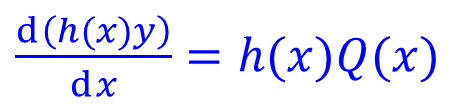 d(h(x)y)/dx = h(x)Q(x)